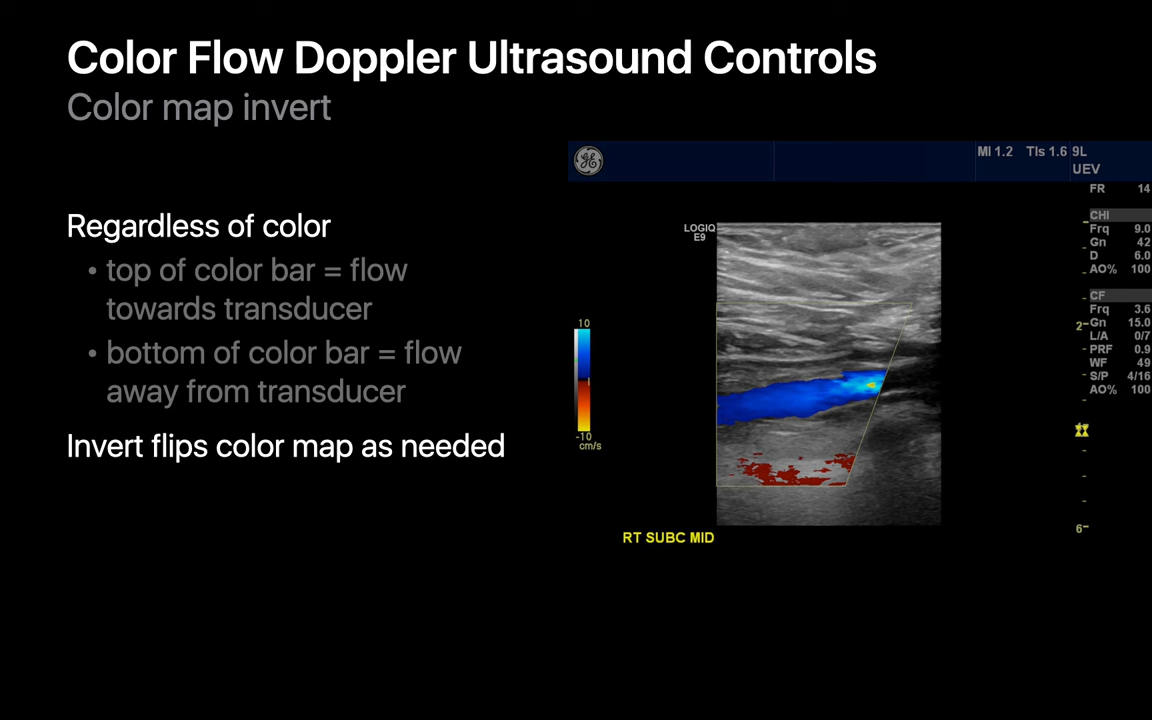 Color Flow Doppler Ultrasound Controls
Color map invert
Regardless of color
• top of color bar = flow
towards transducer
• bottom of color bar = flow
away from transducer
Invert flips color map as needed
GE
MI 1.2 TIs 1.6 9L
UEV
FR 14
LOGIQ
E9
CHI
Frq 9.0
Gn 42
D 6.0
AO% 100
CF
Frq 3.6
Gn 15.0
L/A 0/7
PRF 0.9
WF 49
S/P 4/16
AO% 100
10
-10
cm/s
2-
6-
RT SUBC MID